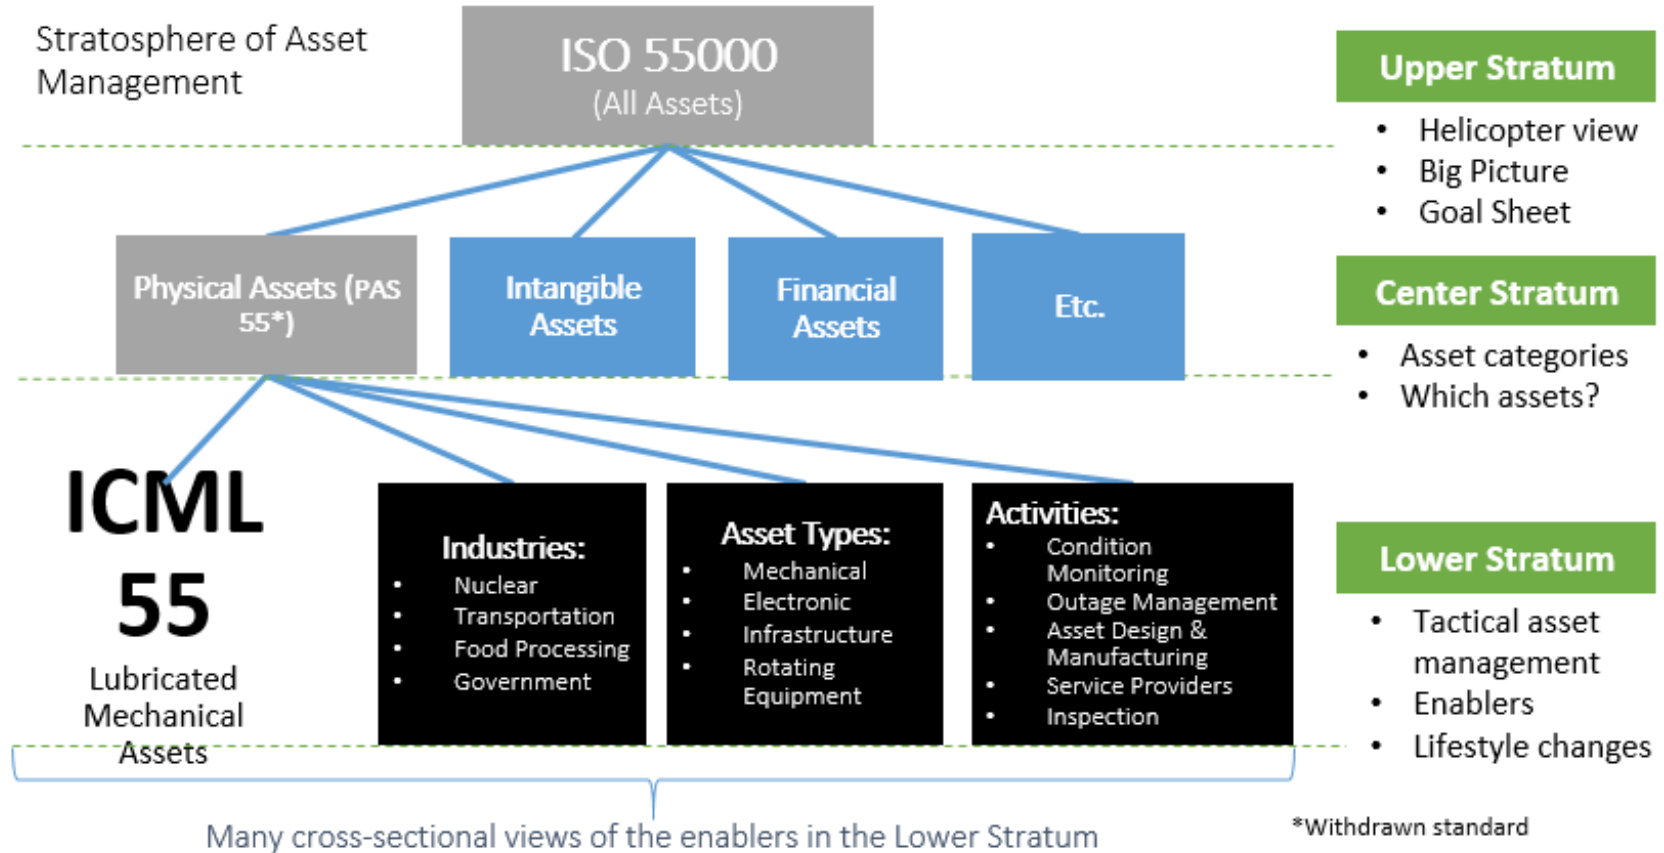 Stratosphere of Asset
Management
ISO 55000
(All Assets)
Upper Stratum
• Helicopter view
• Big Picture
• Goal Sheet
Physical Assets (PAS
55*)
Intangible
Assets
Financial
Assets
Etc.
Center Stratum
• Asset categories
• Which assets?
ICML
55
Lubricated
Mechanical
Assets
Industries:
• Nuclear
• Transportation
• Food Processing
• Government
Asset Types:
• Mechanical
• Electronic
• Infrastructure
• Rotating
Equipment
Activities:
• Condition
Monitoring
• Outage Management
• Asset Design &
Manufacturing
• Service Providers
• Inspection
Lower Stratum
• Tactical asset
management
• Enablers
• Lifestyle changes
Many cross-sectional views of the enablers in the Lower Stratum
*Withdrawn standard